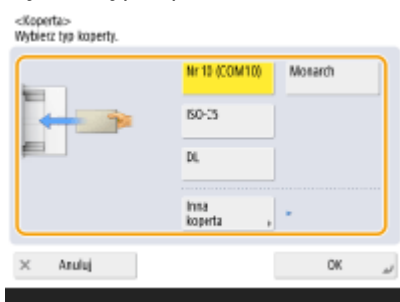 <Koperta>
Wybierz typ koperty.
Nr 10 (COM10) Monarch
ISO-C5
DL
Inna
koperta
Anuluj OK